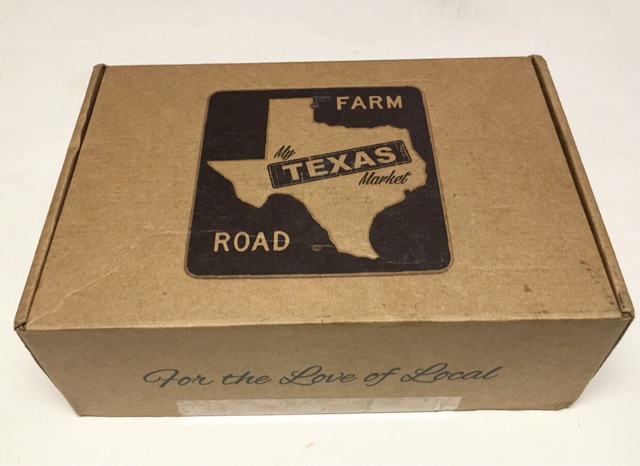 FARM
My
TEXAS
Market
ROAD
For the Love of Local